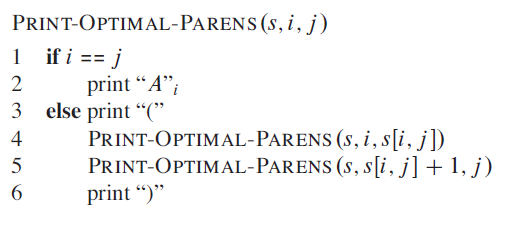 PRINT-OPTIMAL-PARENS(s, i, j)
1 if i == j
2 print “A”i
3 else print “(”
4 PRINT-OPTIMAL-PARENS(s, i, s[i, j])
5 PRINT-OPTIMAL-PARENS(s, s[i, j] + 1, j)
6 print “)”